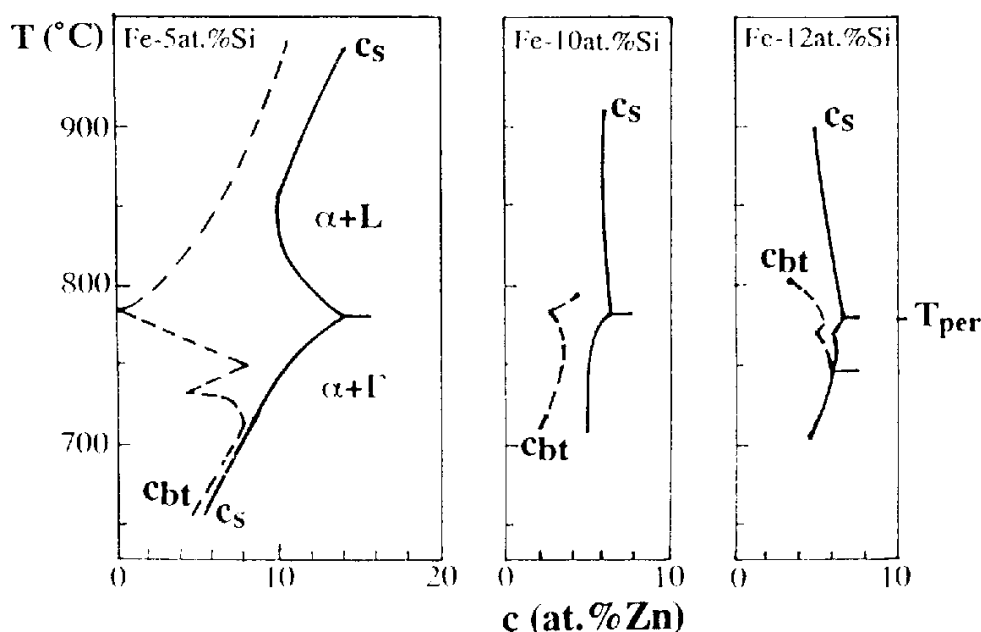 T (°C)
Fe-5at.%Si
Fe-10at.%Si
Fe-12at.%Si
cs
cs
cs
900
α+L
cbt
800
Tper
α+Γ
700
cbt
cbt
cs
0
10
20
0
10
0
10
c (at.%Zn)